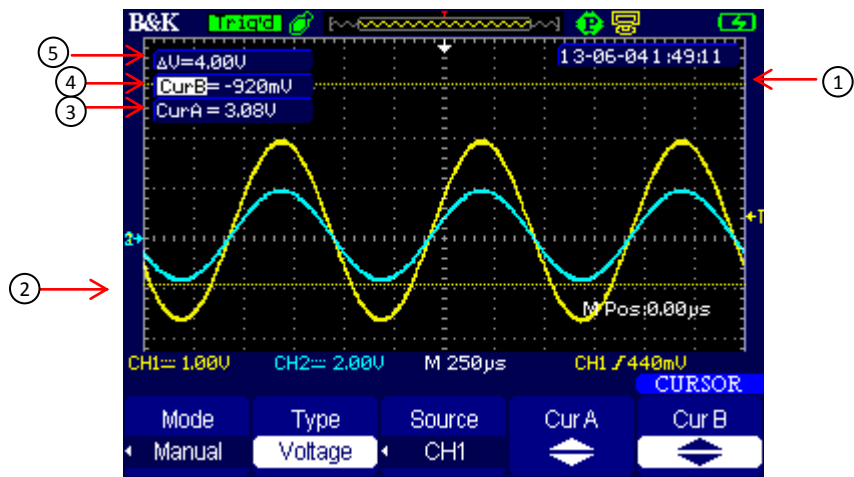 B&K Trig'd P
5 ΔV=4.00V 13-06-04 1:49:11
4 CurB= -920mV 1
3 CurA = 3.08V
←T
2→
2
M Pos:0.00μs
CH1 1.00V CH2 2.00V M 250μs CH1 440mV
CURSOR
Mode Type Source Cur A Cur B
Manual Voltage CH1